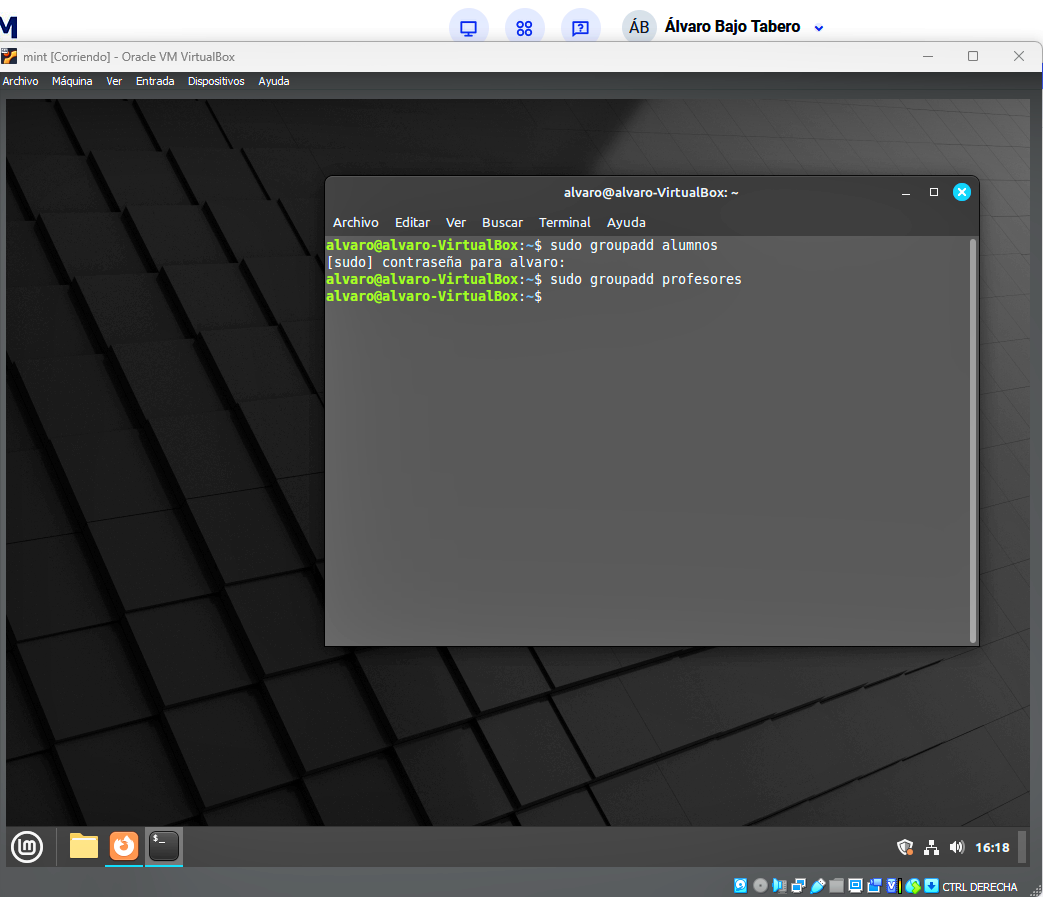 M
ÁB Álvaro Bajo Tabero
mint [Corriendo] - Oracle VM VirtualBox
Archivo Máquina Ver Entrada Dispositivos Ayuda
alvaro@alvaro-VirtualBox: ~
Archivo Editar Ver Buscar Terminal Ayuda
alvaro@alvaro-VirtualBox:~$ sudo groupadd alumnos
[sudo] contraseña para alvaro:
alvaro@alvaro-VirtualBox:~$ sudo groupadd profesores
alvaro@alvaro-VirtualBox:~$
16:18
CTRL DERECHA